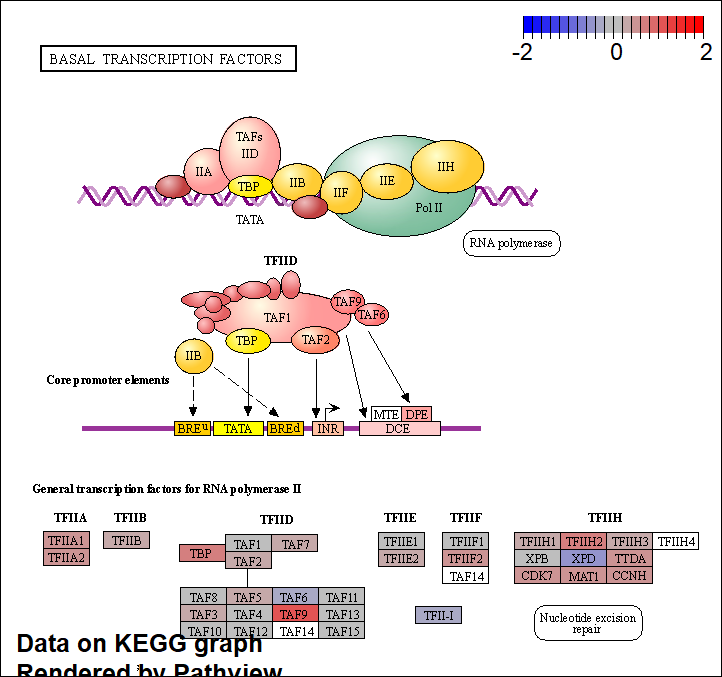 -2 0 2
BASAL TRANSCRIPTION FACTORS
TAFs
IID
IIA
TBP
IIB
IIF
IIE
IIH
Pol II
TATA
RNA polymerase
TFIID
TAF1
TAF9
TAF6
TBP
TAF2
IIB
Core promoter elements
MTE DPE
BREu TATA BREd INR DCE
General transcription factors for RNA polymerase II
TFIIA TFIIB TFIID TFIIE TFIIF TFIIH
TFIIA1 TFIIB TAF1 TAF7 TFIIE1 TFIIF1 TFIIH1 TFIIH2 TFIIH3 TFIIH4
TFIIA2 TBP TAF2 TFIIE2 TFIIF2 XPB XPD TTDA
TAF14 CDK7 MAT1 CCNH
TAF8 TAF5 TAF6 TAF11
TAF3 TAF4 TAF9 TAF13
TAF10 TAF12 TAF14 TAF15
TFII-I
Nucleotide excision
repair
Data on KEGG graph
Rendered by Pathview